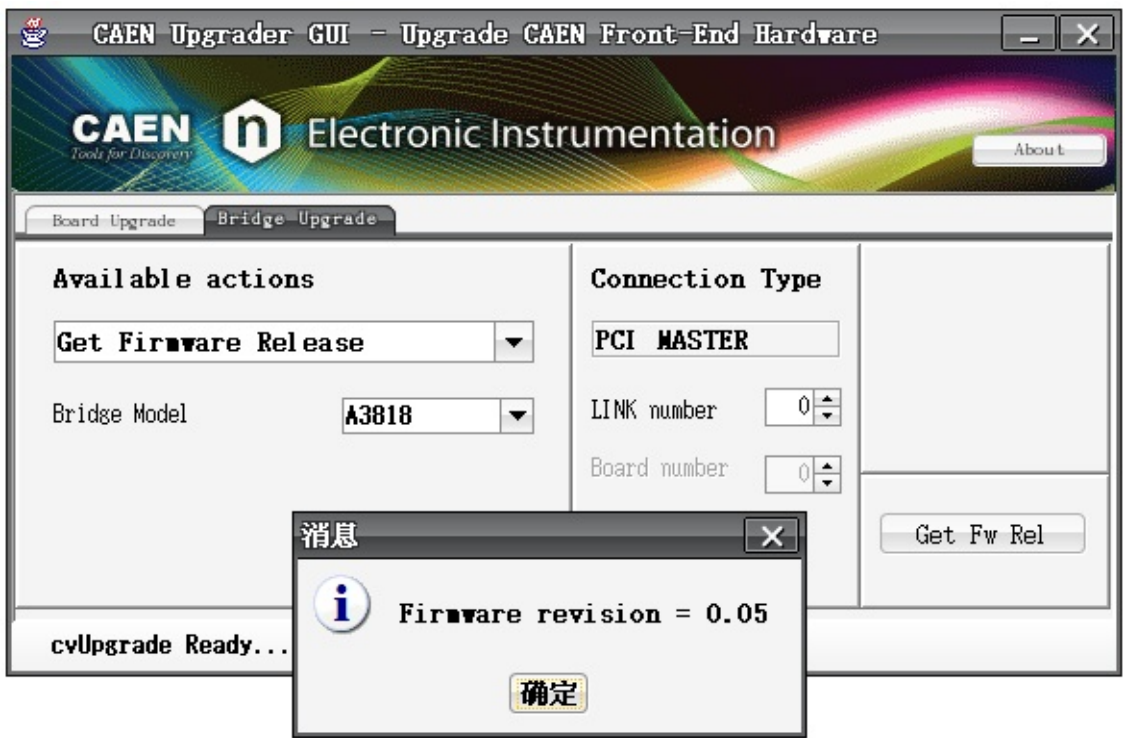 CAEN Upgrader GUI - Upgrade CAEN Front-End Hardware
CAEN
Tools for Discovery
n Electronic Instrumentation
About
Board Upgrade
Bridge Upgrade
Available actions
Get Firmware Release
Bridge Model
A3818
Connection Type
PCI MASTER
LINK number
0
Board number
0
Get Fw Rel
消息
Firmware revision = 0.05
确定
cvUpgrade Ready...